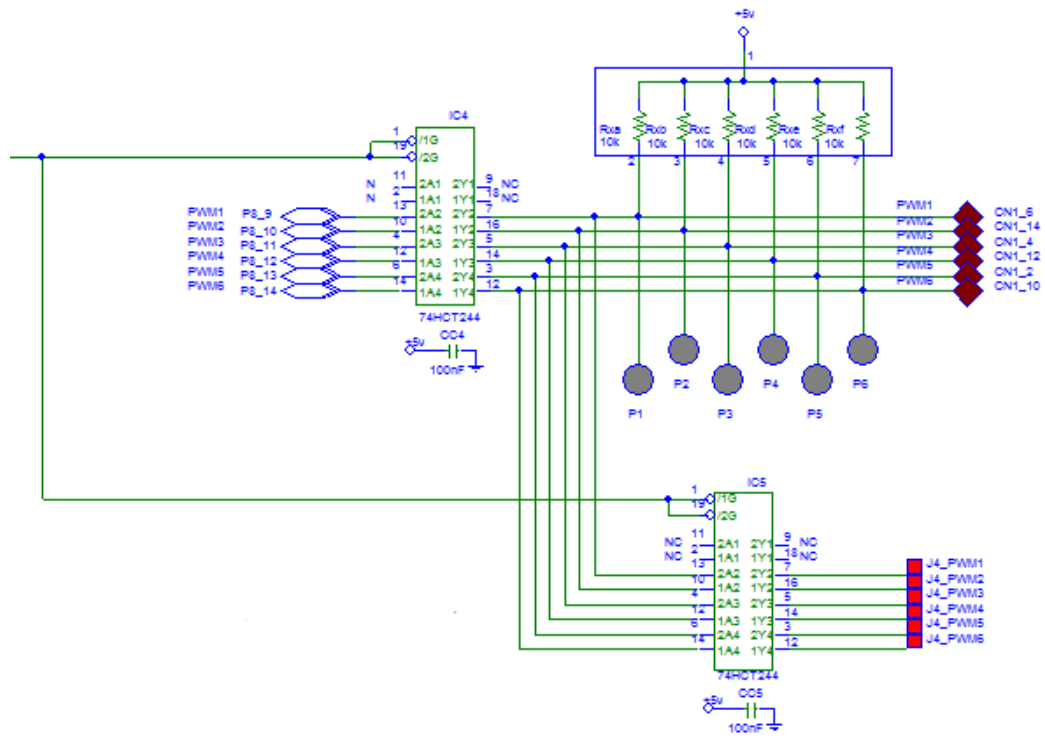 +5v
1
Rxa Rxb Rxc Rxd Rxe Rxf
10k 10k 10k 10k 10k 10k
2 3 4 5 6 7
IC4
1 /1G
19 /2G
N 11 2A1 2Y1 9 NC
N 2 1A1 1Y1 18 NC
PWM1 P8_9 13 2A2 2Y2 7 PWM1 CN1_6
PWM2 P8_10 10 1A2 1Y2 16 PWM2 CN1_14
PWM3 P8_11 4 2A3 2Y3 5 PWM3 CN1_4
PWM4 P8_12 12 1A3 1Y3 14 PWM4 CN1_12
PWM5 P8_13 6 2A4 2Y4 3 PWM5 CN1_2
PWM6 P8_14 14 1A4 1Y4 12 PWM6 CN1_10
74HCT244
CC4
+5v
100nF
P2 P4 P6
P1 P3 P5
IC5
1 /1G
19 /2G
NC 11 2A1 2Y1 9 NC
NC 2 1A1 1Y1 18 NC
13 2A2 2Y2 7 J4_PWM1
10 1A2 1Y2 16 J4_PWM2
4 2A3 2Y3 5 J4_PWM3
12 1A3 1Y3 14 J4_PWM4
6 2A4 2Y4 3 J4_PWM5
14 1A4 1Y4 12 J4_PWM6
74HCT244
CC5
+5v
100nF